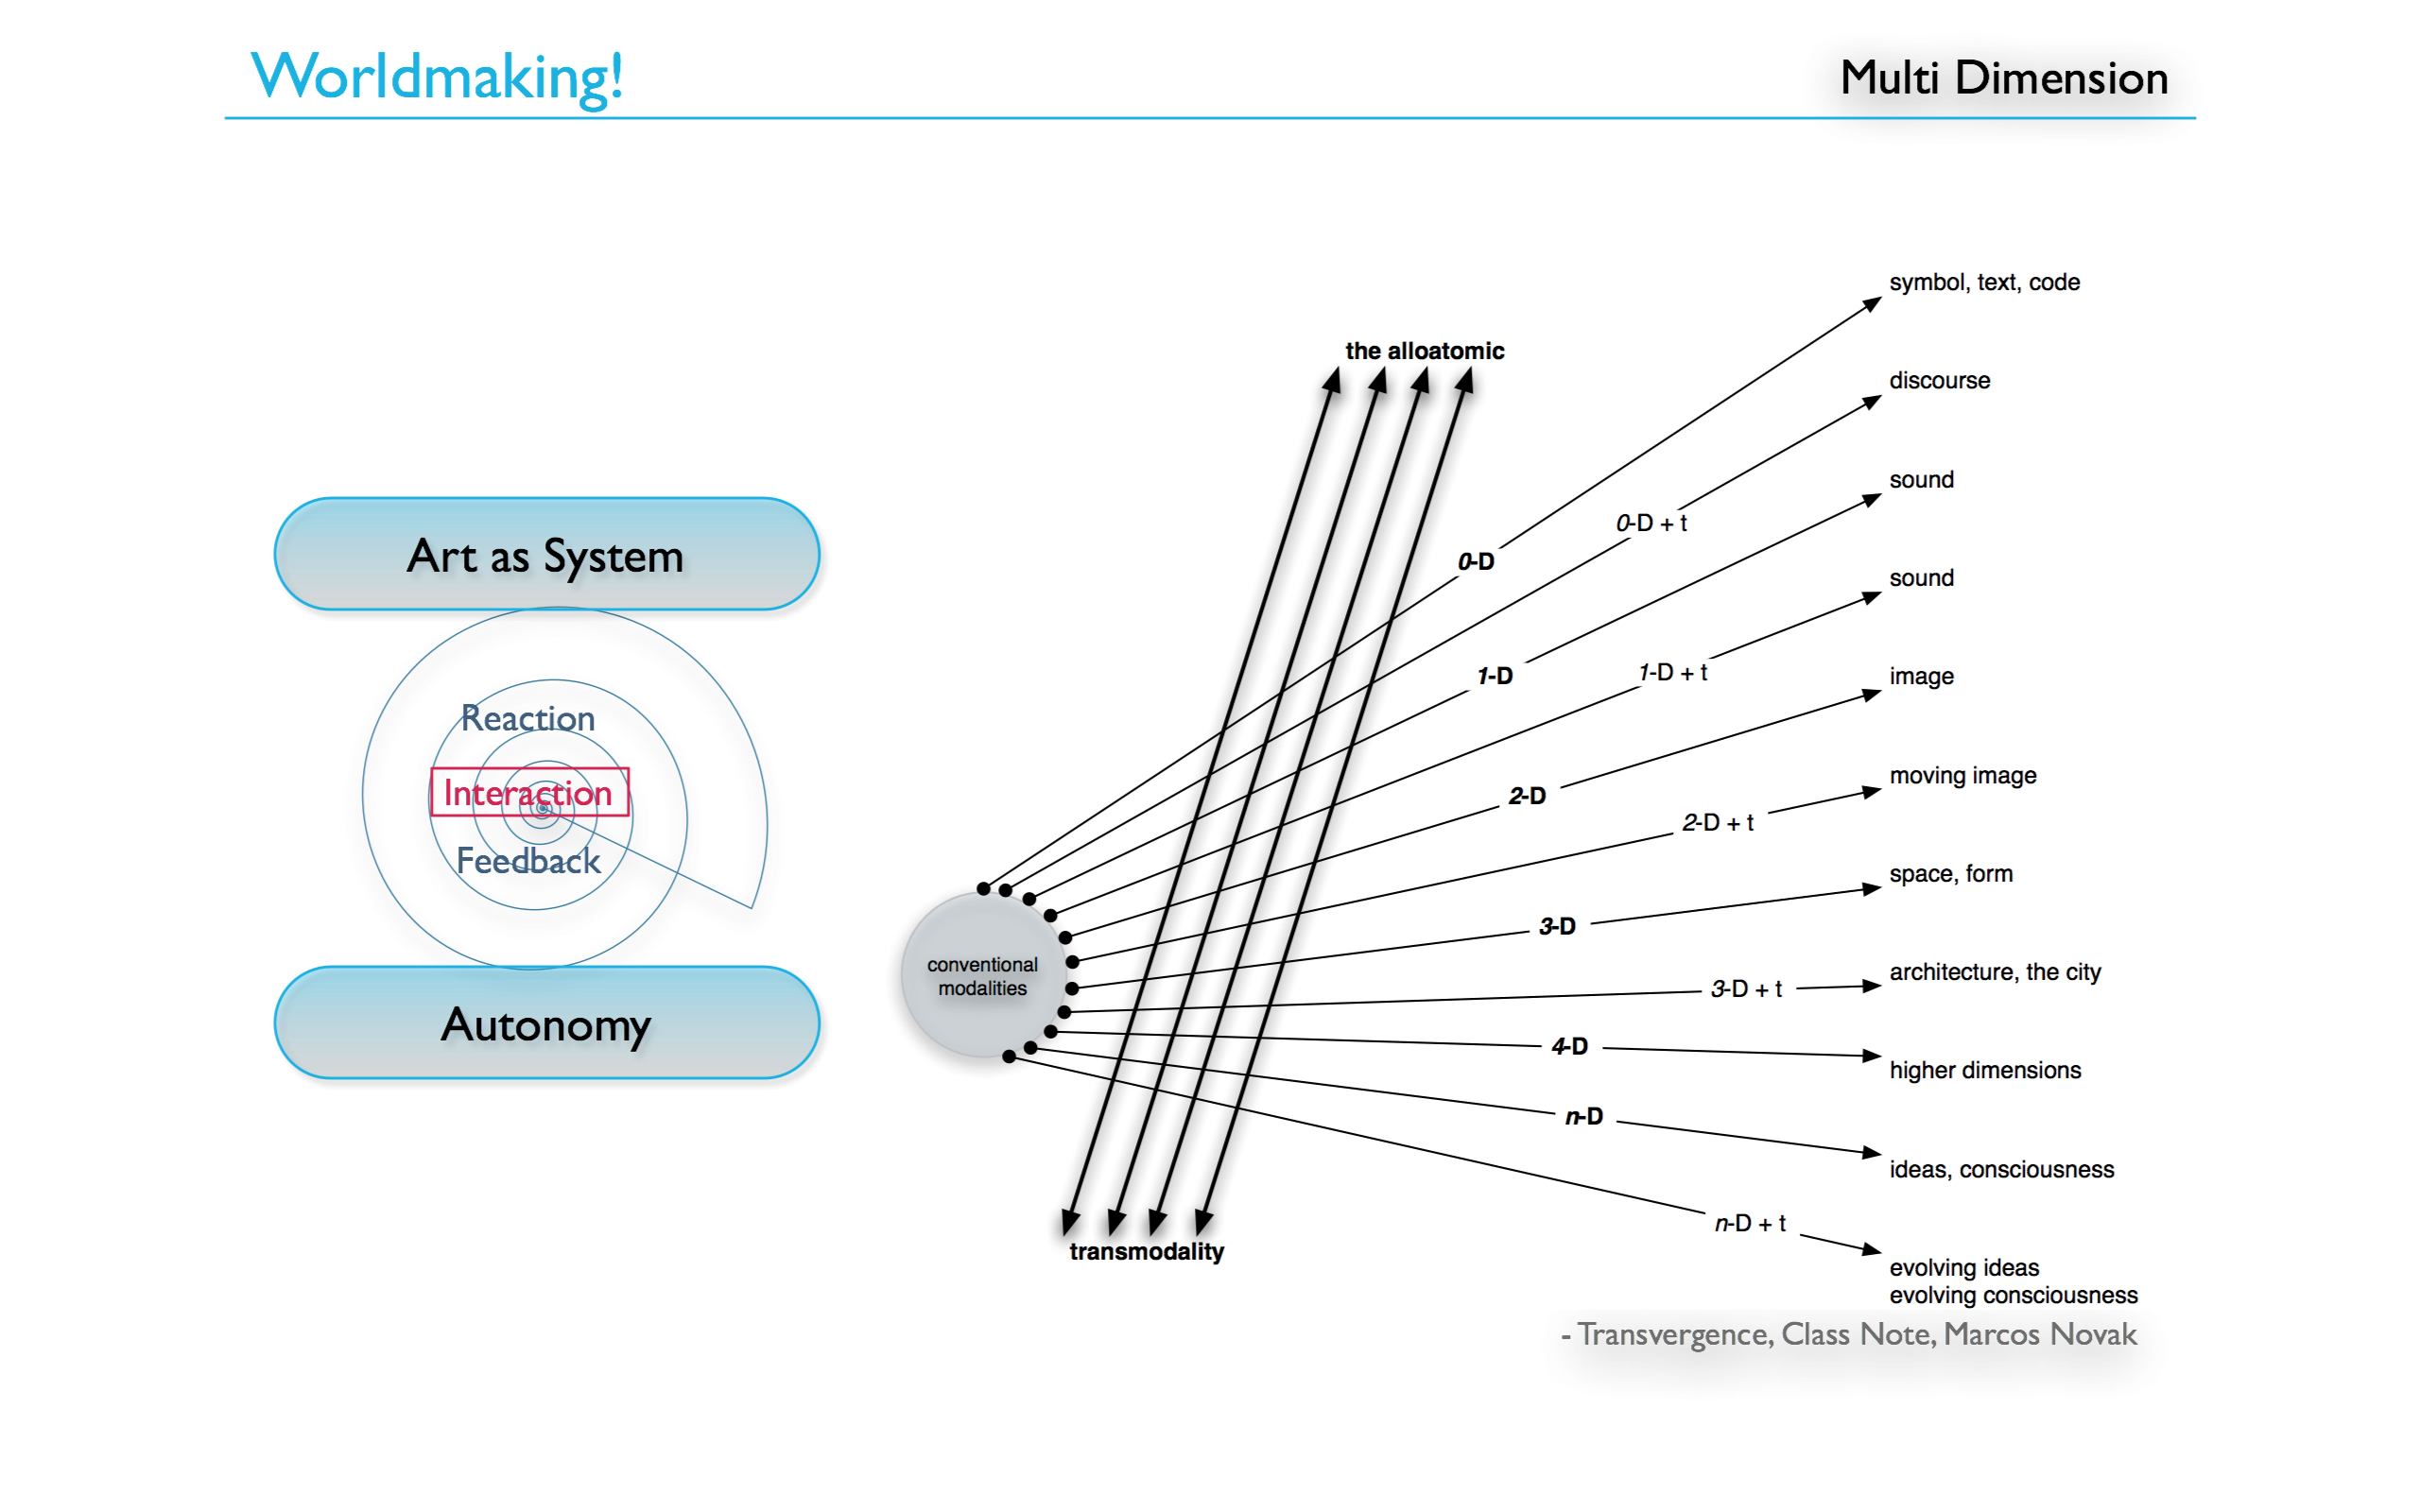 Worldmaking!
Multi Dimension
Art as System
Reaction
Interaction
Feedback
Autonomy
the alloatomic
conventional
modalities
transmodality
0-D
0-D + t
1-D
1-D + t
2-D
2-D + t
3-D
3-D + t
4-D
n-D
n-D + t
symbol, text, code
discourse
sound
sound
image
moving image
space, form
architecture, the city
higher dimensions
ideas, consciousness
evolving ideas
evolving consciousness
- Transvergence, Class Note, Marcos Novak